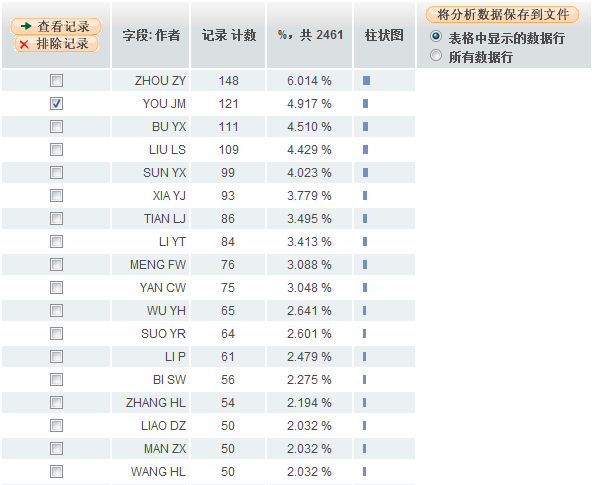 查看记录
排除记录
字段: 作者 记录 计数 %，共 2461 柱状图
将分析数据保存到文件
表格中显示的数据行
所有数据行
ZHOU ZY 148 6.014 %
YOU JM 121 4.917 %
BU YX 111 4.510 %
LIU LS 109 4.429 %
SUN YX 99 4.023 %
XIA YJ 93 3.779 %
TIAN LJ 86 3.495 %
LI YT 84 3.413 %
MENG FW 76 3.088 %
YAN CW 75 3.048 %
WU YH 65 2.641 %
SUO YR 64 2.601 %
LI P 61 2.479 %
BI SW 56 2.275 %
ZHANG HL 54 2.194 %
LIAO DZ 50 2.032 %
MAN ZX 50 2.032 %
WANG HL 50 2.032 %